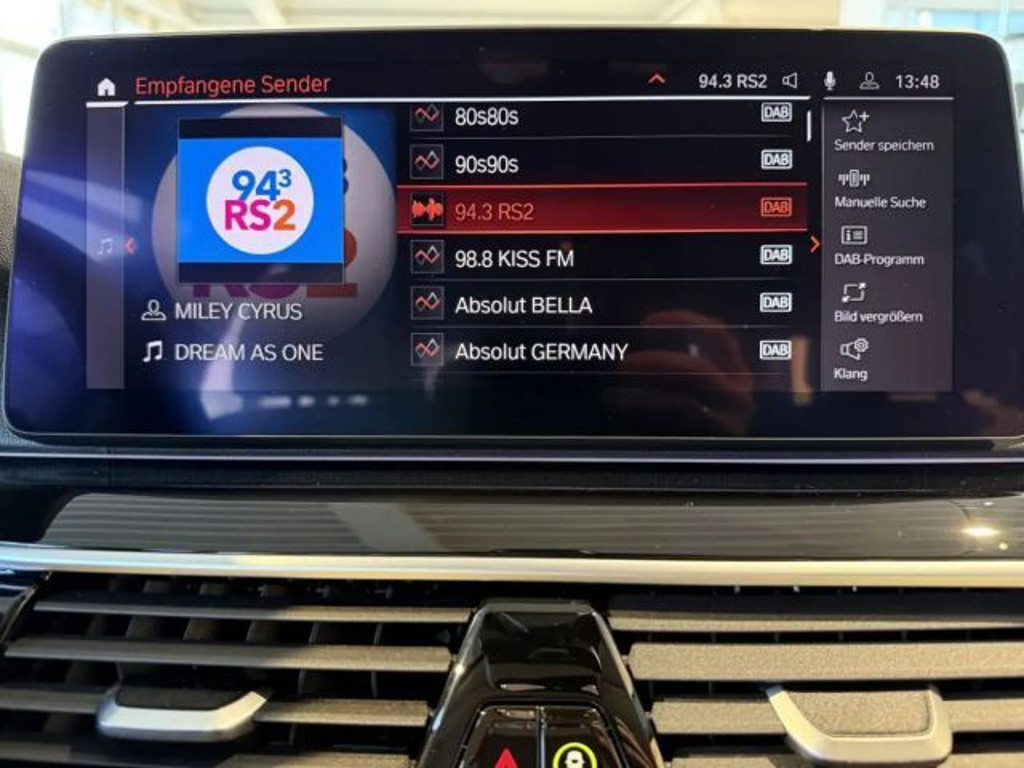 Empfangene Sender
94.3 RS2
13:48
94³
RS2
MILEY CYRUS
DREAM AS ONE
80s80s DAB
90s90s DAB
94.3 RS2 DAB
98.8 KISS FM DAB
Absolut BELLA DAB
Absolut GERMANY DAB
Sender speichern
Manuelle Suche
DAB-Programm
Bild vergrößern
Klang